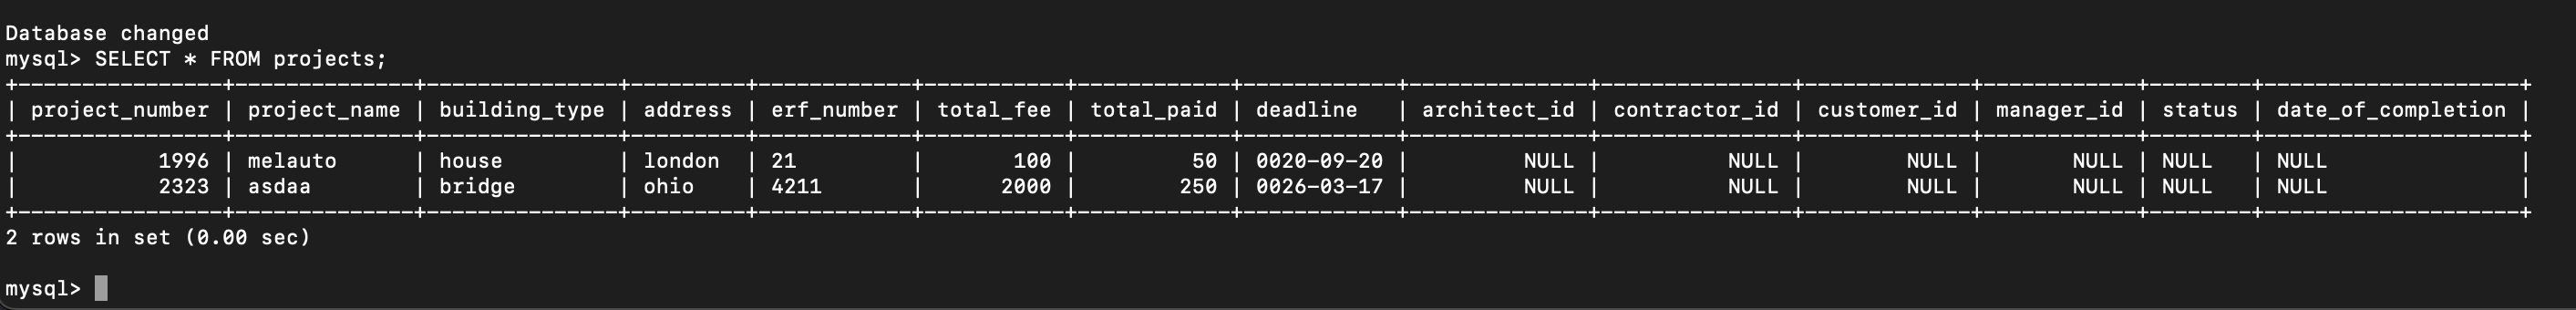 Database changed
mysql> SELECT * FROM projects;
+----------------+--------------+---------------+---------+------------+-----------+------------+------------+--------------+---------------+-------------+------------+--------+--------------------+
| project_number | project_name | building_type | address | erf_number | total_fee | total_paid | deadline   | architect_id | contractor_id | customer_id | manager_id | status | date_of_completion |
+----------------+--------------+---------------+---------+------------+-----------+------------+------------+--------------+---------------+-------------+------------+--------+--------------------+
|           1996 | melauto      | house         | london  | 21         |       100 |         50 | 0020-09-20 |         NULL |          NULL |        NULL |       NULL | NULL   | NULL               |
|           2323 | asdaa        | bridge        | ohio    | 4211       |      2000 |        250 | 0026-03-17 |         NULL |          NULL |        NULL |       NULL | NULL   | NULL               |
+----------------+--------------+---------------+---------+------------+-----------+------------+------------+--------------+---------------+-------------+------------+--------+--------------------+
2 rows in set (0.00 sec)
mysql>